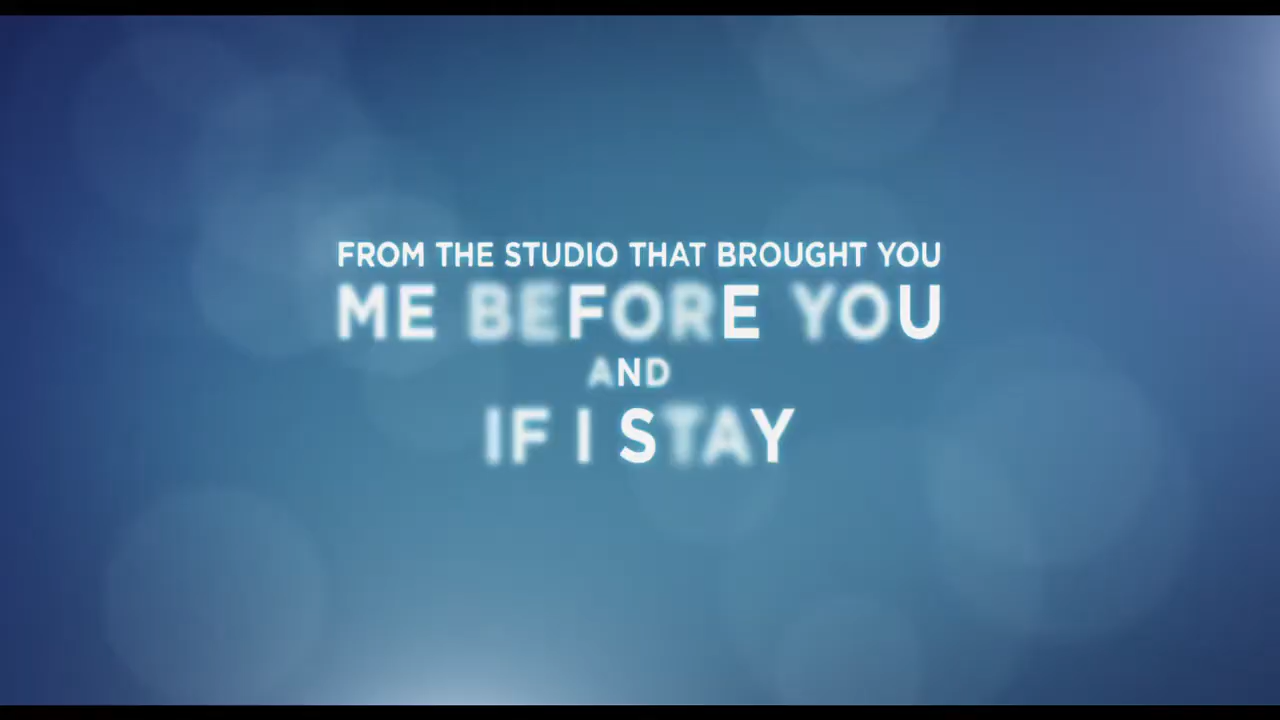 FROM THE STUDIO THAT BROUGHT YOU
ME BEFORE YOU
AND
IF I STAY